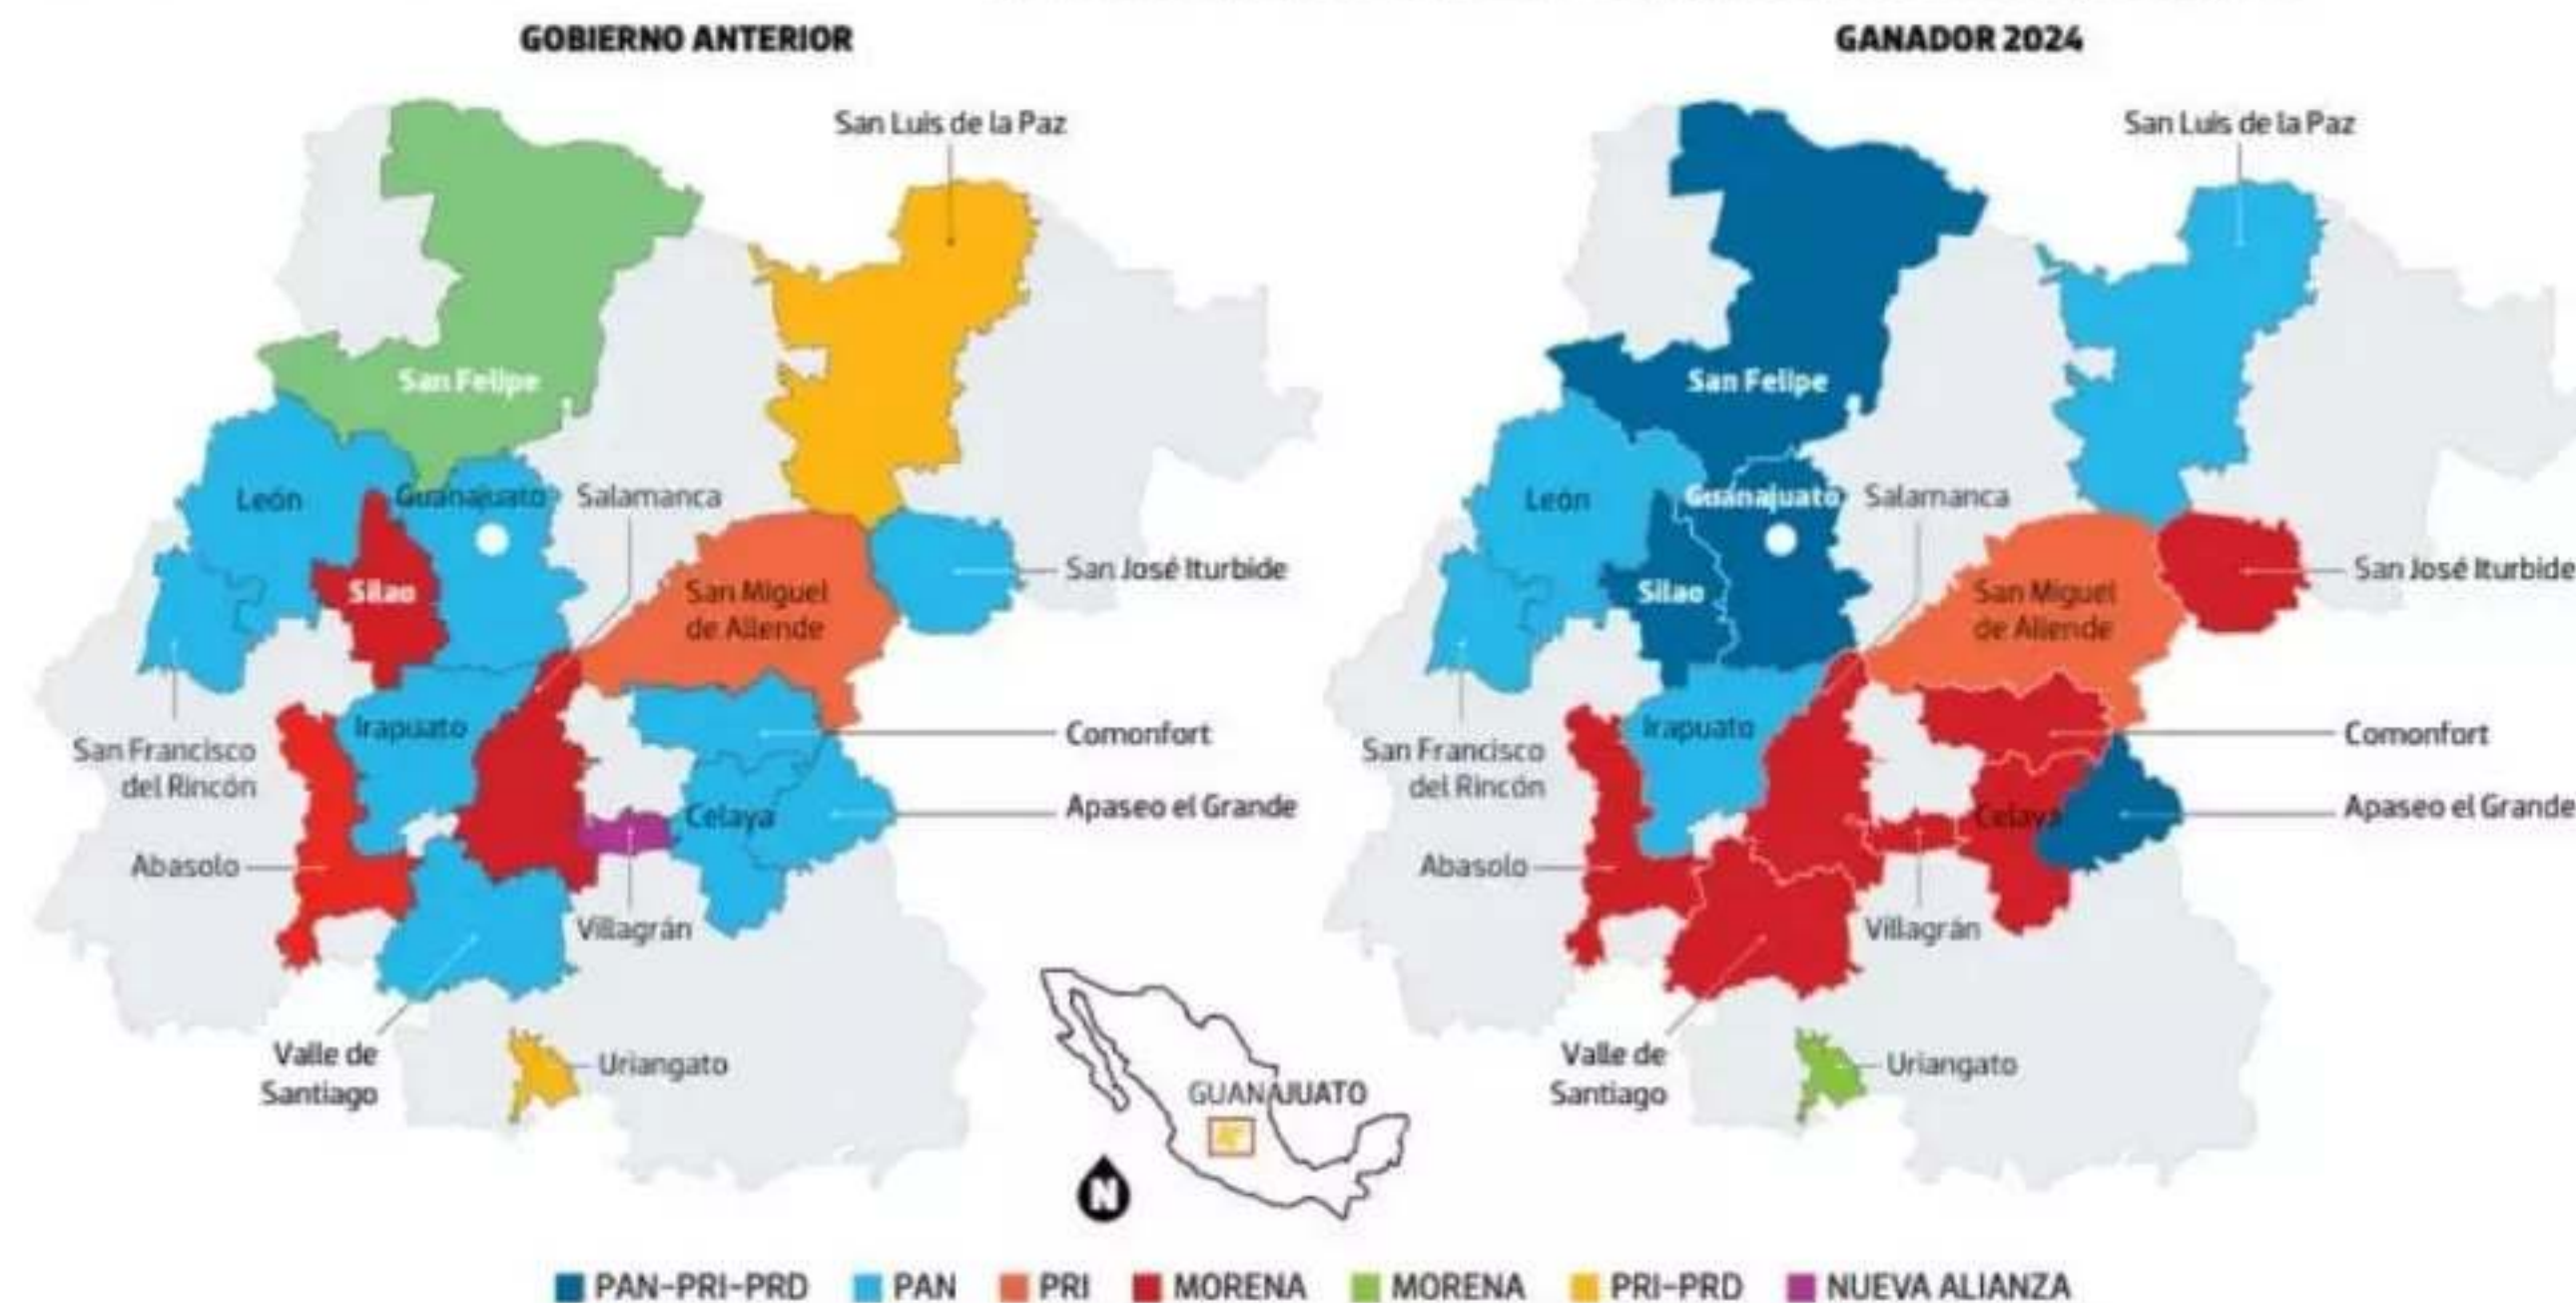 GOBIERNO ANTERIOR
San Luis de la Paz
San Felipe
León
Guanajuato
Salamanca
Silao
San Miguel
de Allende
San José Iturbide
Irapuato
San Francisco
del Rincón
Comonfort
Celaya
Apaseo el Grande
Abasolo
Villagrán
Valle de
Santiago
Uriangato
GANADOR 2024
San Luis de la Paz
San Felipe
León
Guanajuato
Salamanca
Silao
San Miguel
de Allende
San José Iturbide
Irapuato
San Francisco
del Rincón
Comonfort
Celaya
Apaseo el Grande
Abasolo
Villagrán
Valle de
Santiago
Uriangato
GUANAJUATO
N
PAN-PRI-PRD PAN PRI MORENA MORENA PRI-PRD NUEVA ALIANZA